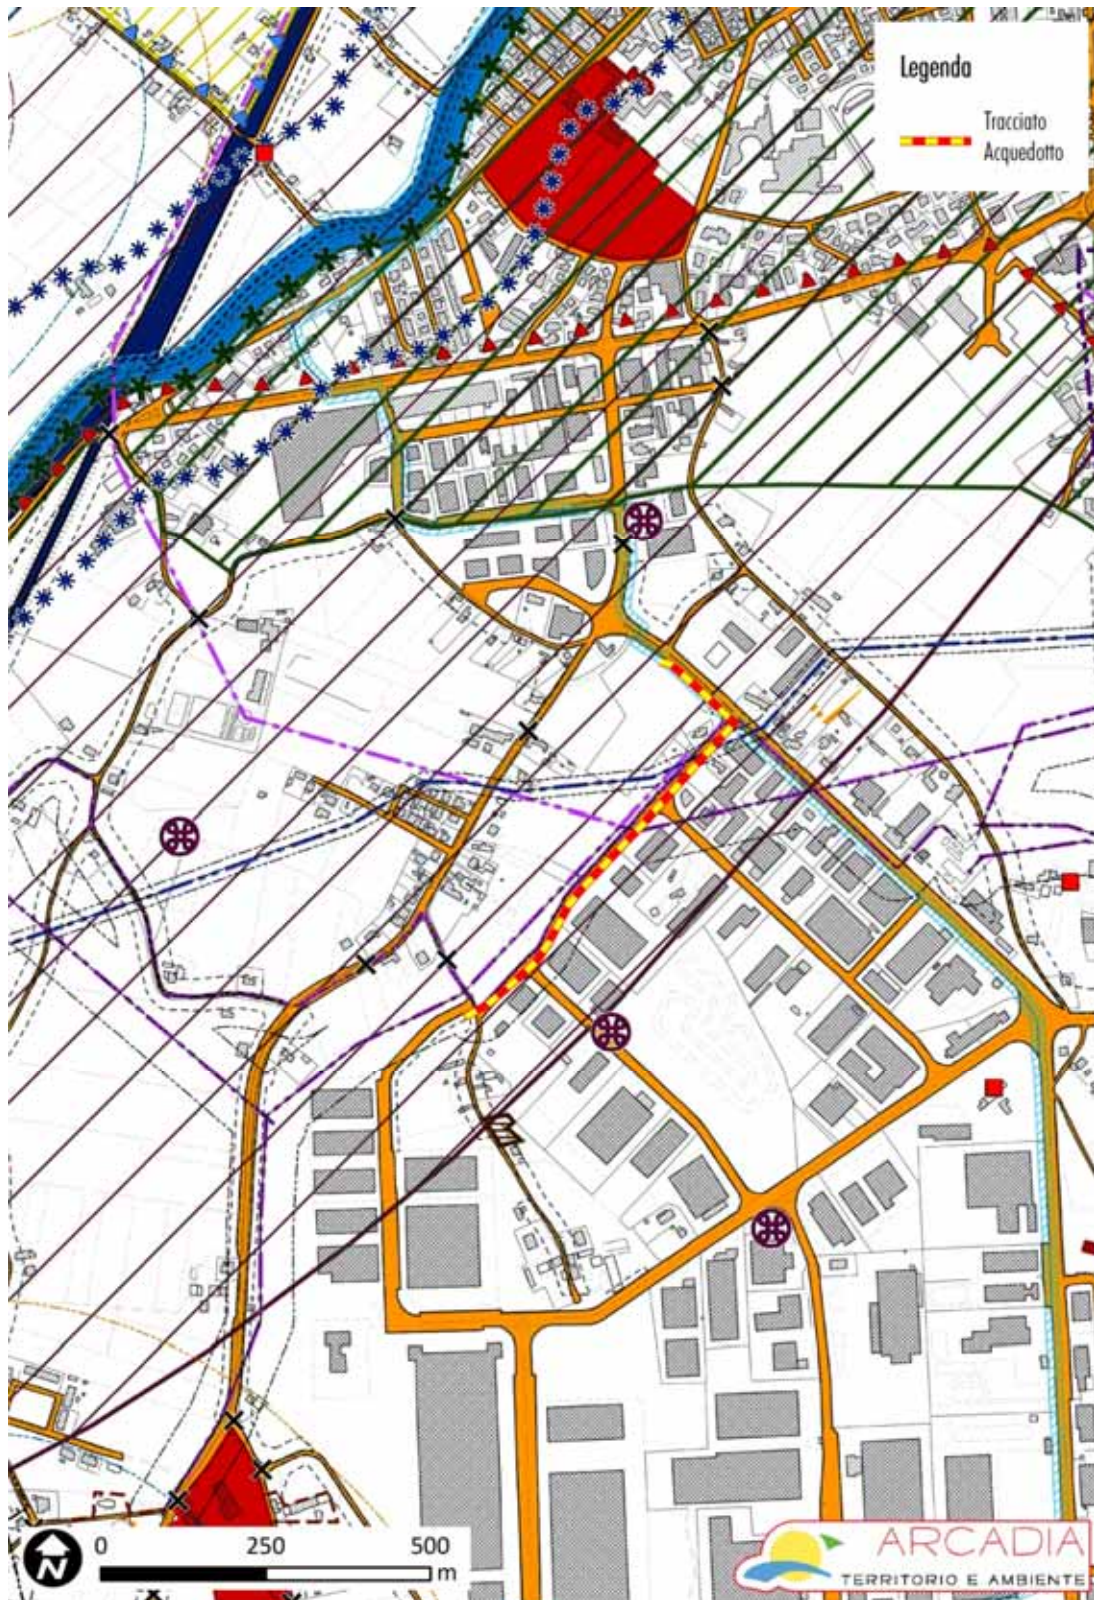 Legenda
Tracciato
Acquedotto
N
0 250 500
m
ARCADIA
TERRITORIO E AMBIENTE